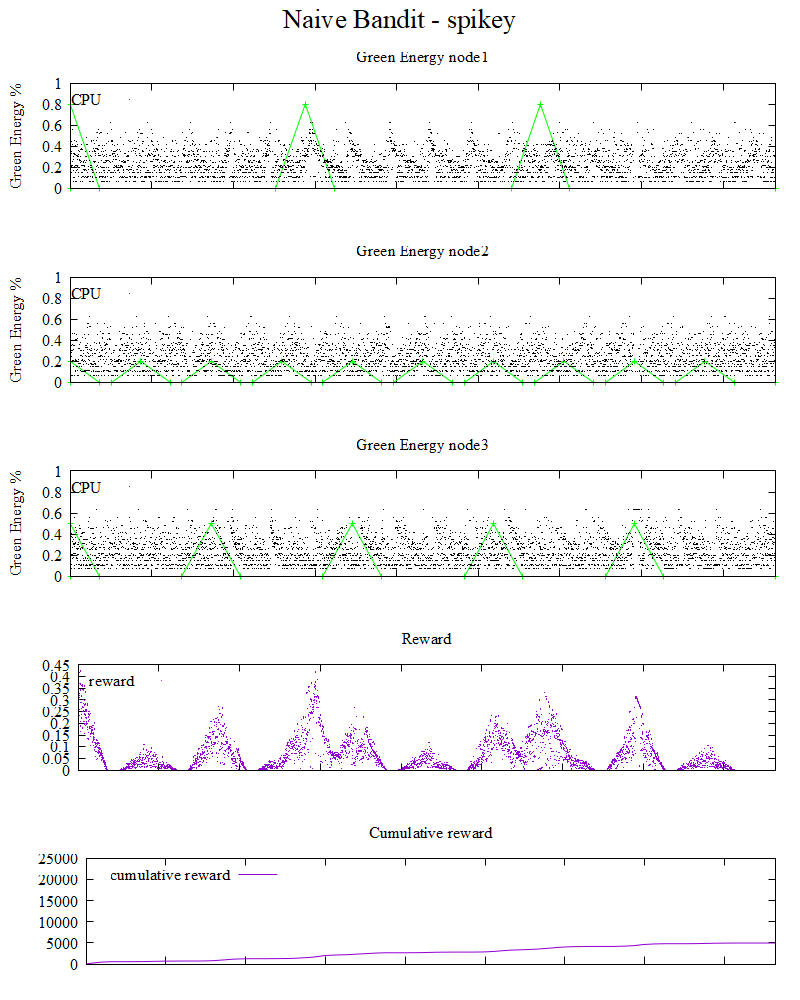 Naive Bandit - spikey
Green Energy node1
Green Energy %
1
0.8
0.6
0.4
0.2
0
CPU
Green Energy node2
Green Energy %
1
0.8
0.6
0.4
0.2
0
CPU
Green Energy node3
Green Energy %
1
0.8
0.6
0.4
0.2
0
CPU
Reward
0.45
0.4
0.35
0.3
0.25
0.2
0.15
0.1
0.05
0
reward
Cumulative reward
25000
20000
15000
10000
5000
0
cumulative reward